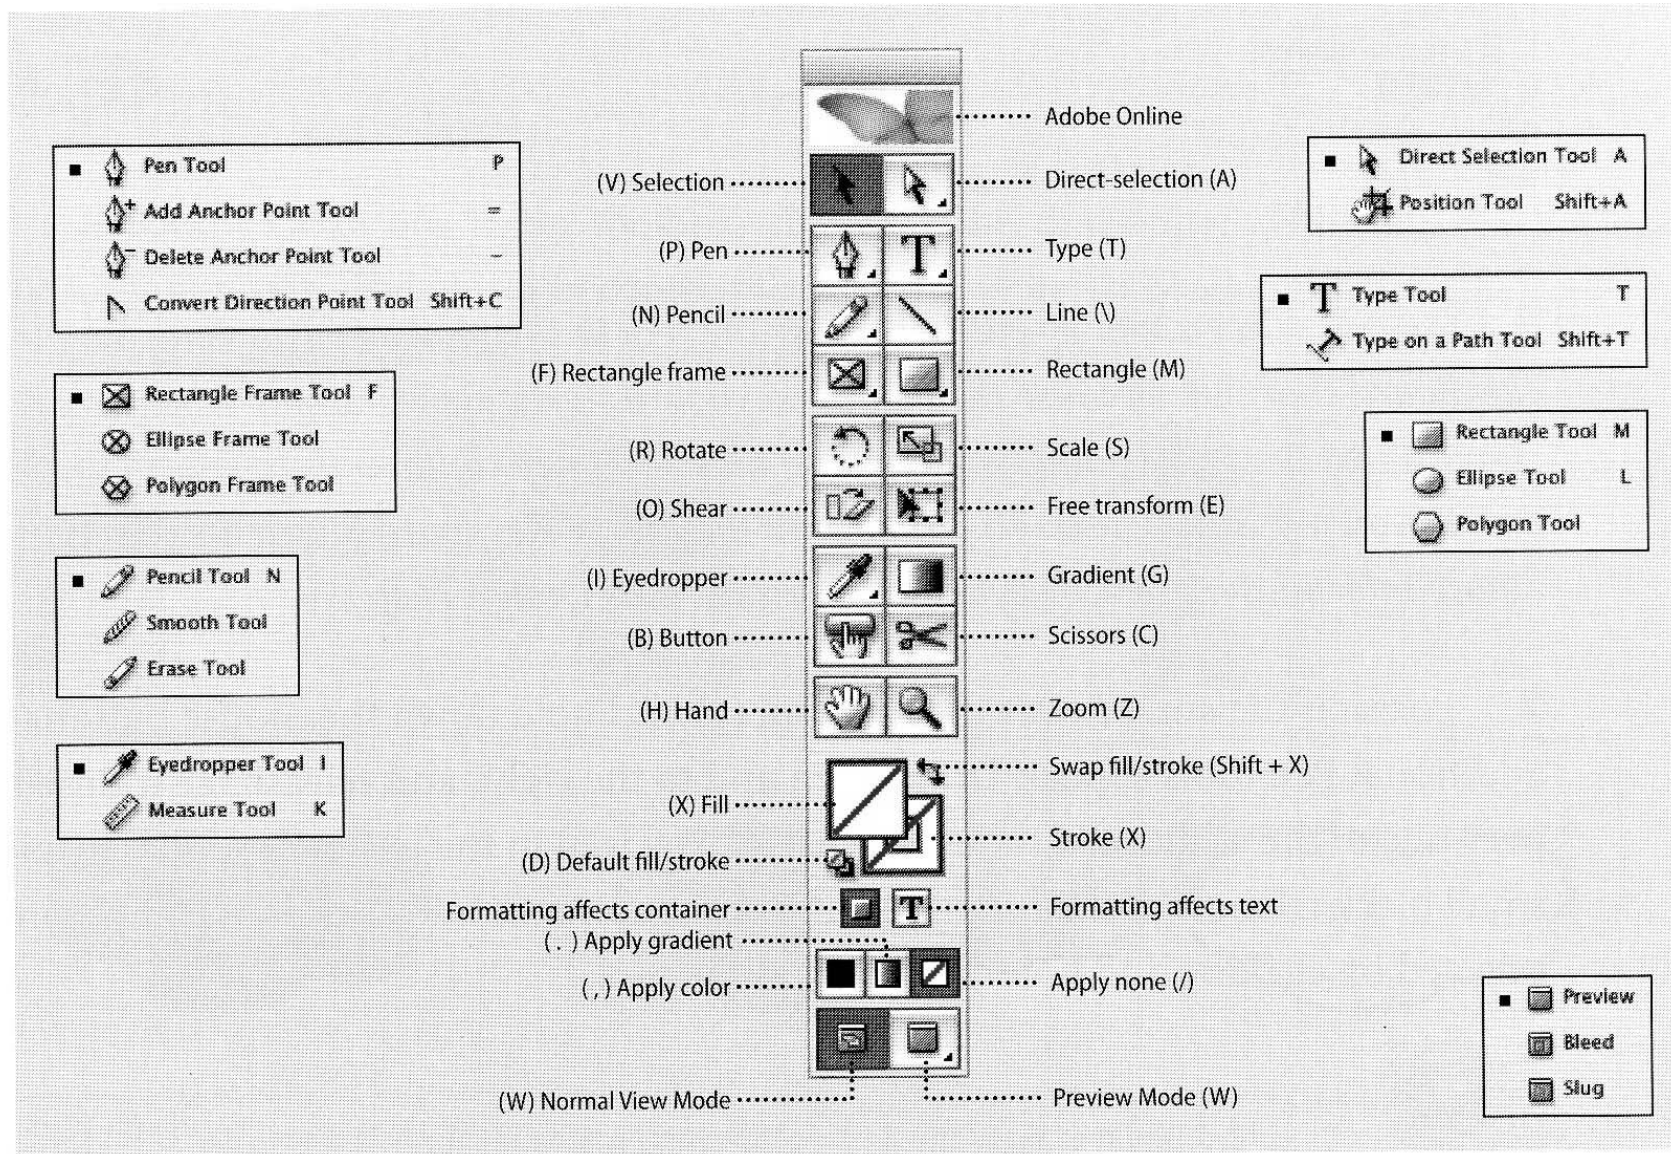 Pen Tool P
Add Anchor Point Tool =
Delete Anchor Point Tool –
Convert Direction Point Tool Shift+C
Rectangle Frame Tool F
Ellipse Frame Tool
Polygon Frame Tool
Pencil Tool N
Smooth Tool
Erase Tool
Eyedropper Tool I
Measure Tool K
Adobe Online
(V) Selection
Direct-selection (A)
(P) Pen
Type (T)
(N) Pencil
Line (\)
(F) Rectangle frame
Rectangle (M)
(R) Rotate
Scale (S)
(O) Shear
Free transform (E)
(I) Eyedropper
Gradient (G)
(B) Button
Scissors (C)
(H) Hand
Zoom (Z)
Swap fill/stroke (Shift + X)
(X) Fill
Stroke (X)
(D) Default fill/stroke
Formatting affects container
Formatting affects text
( . ) Apply gradient
( , ) Apply color
Apply none (/)
(W) Normal View Mode
Preview Mode (W)
Direct Selection Tool A
Position Tool Shift+A
Type Tool T
Type on a Path Tool Shift+T
Rectangle Tool M
Ellipse Tool L
Polygon Tool
Preview
Bleed
Slug